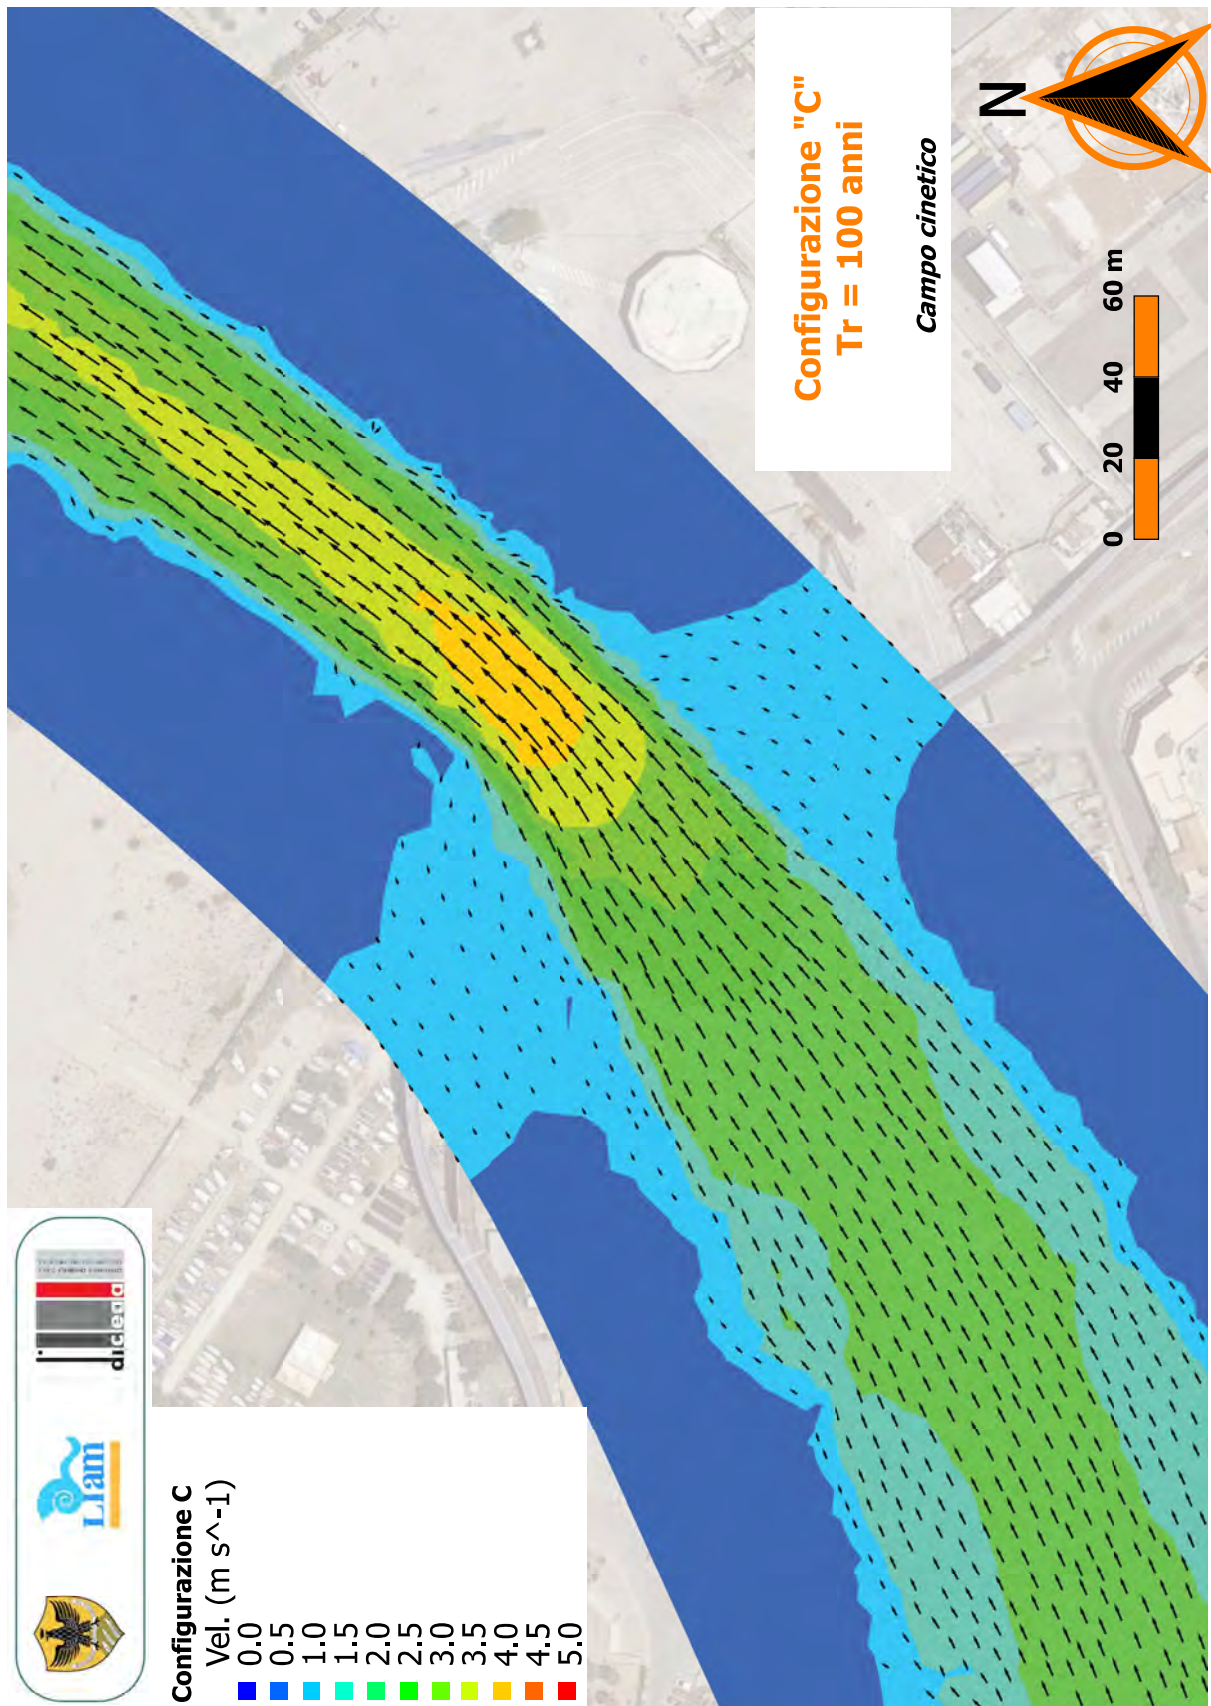 LIam
dicea
Configurazione C
Vel. (m s^-1)
0.0
0.5
1.0
1.5
2.0
2.5
3.0
3.5
4.0
4.5
5.0
Configurazione "C"
Tr = 100 anni
Campo cinetico
N
0 20 40 60 m